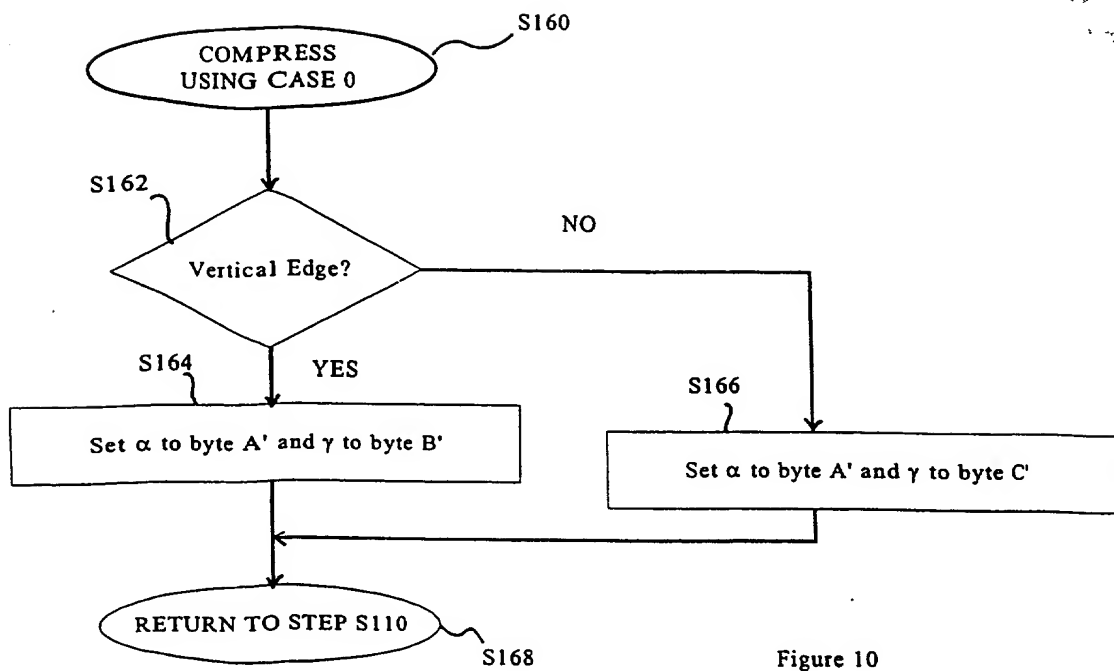 S160
COMPRESS
USING CASE 0
S162
NO
Vertical Edge?
S164
YES
S166
Set α to byte A' and γ to byte B'
Set α to byte A' and γ to byte C'
RETURN TO STEP S110
S168
Figure 10